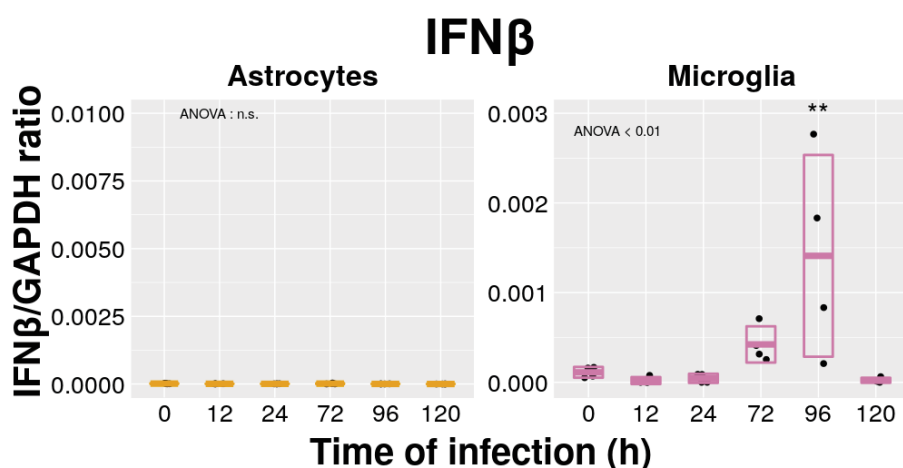 IFNβ
Astrocytes
Microglia
IFNβ/GAPDH ratio
0.0100
0.0075
0.0050
0.0025
0.0000
ANOVA : n.s.
0 12 24 72 96 120
0.003
0.002
0.001
0.000
ANOVA < 0.01
**
0 12 24 72 96 120
Time of infection (h)